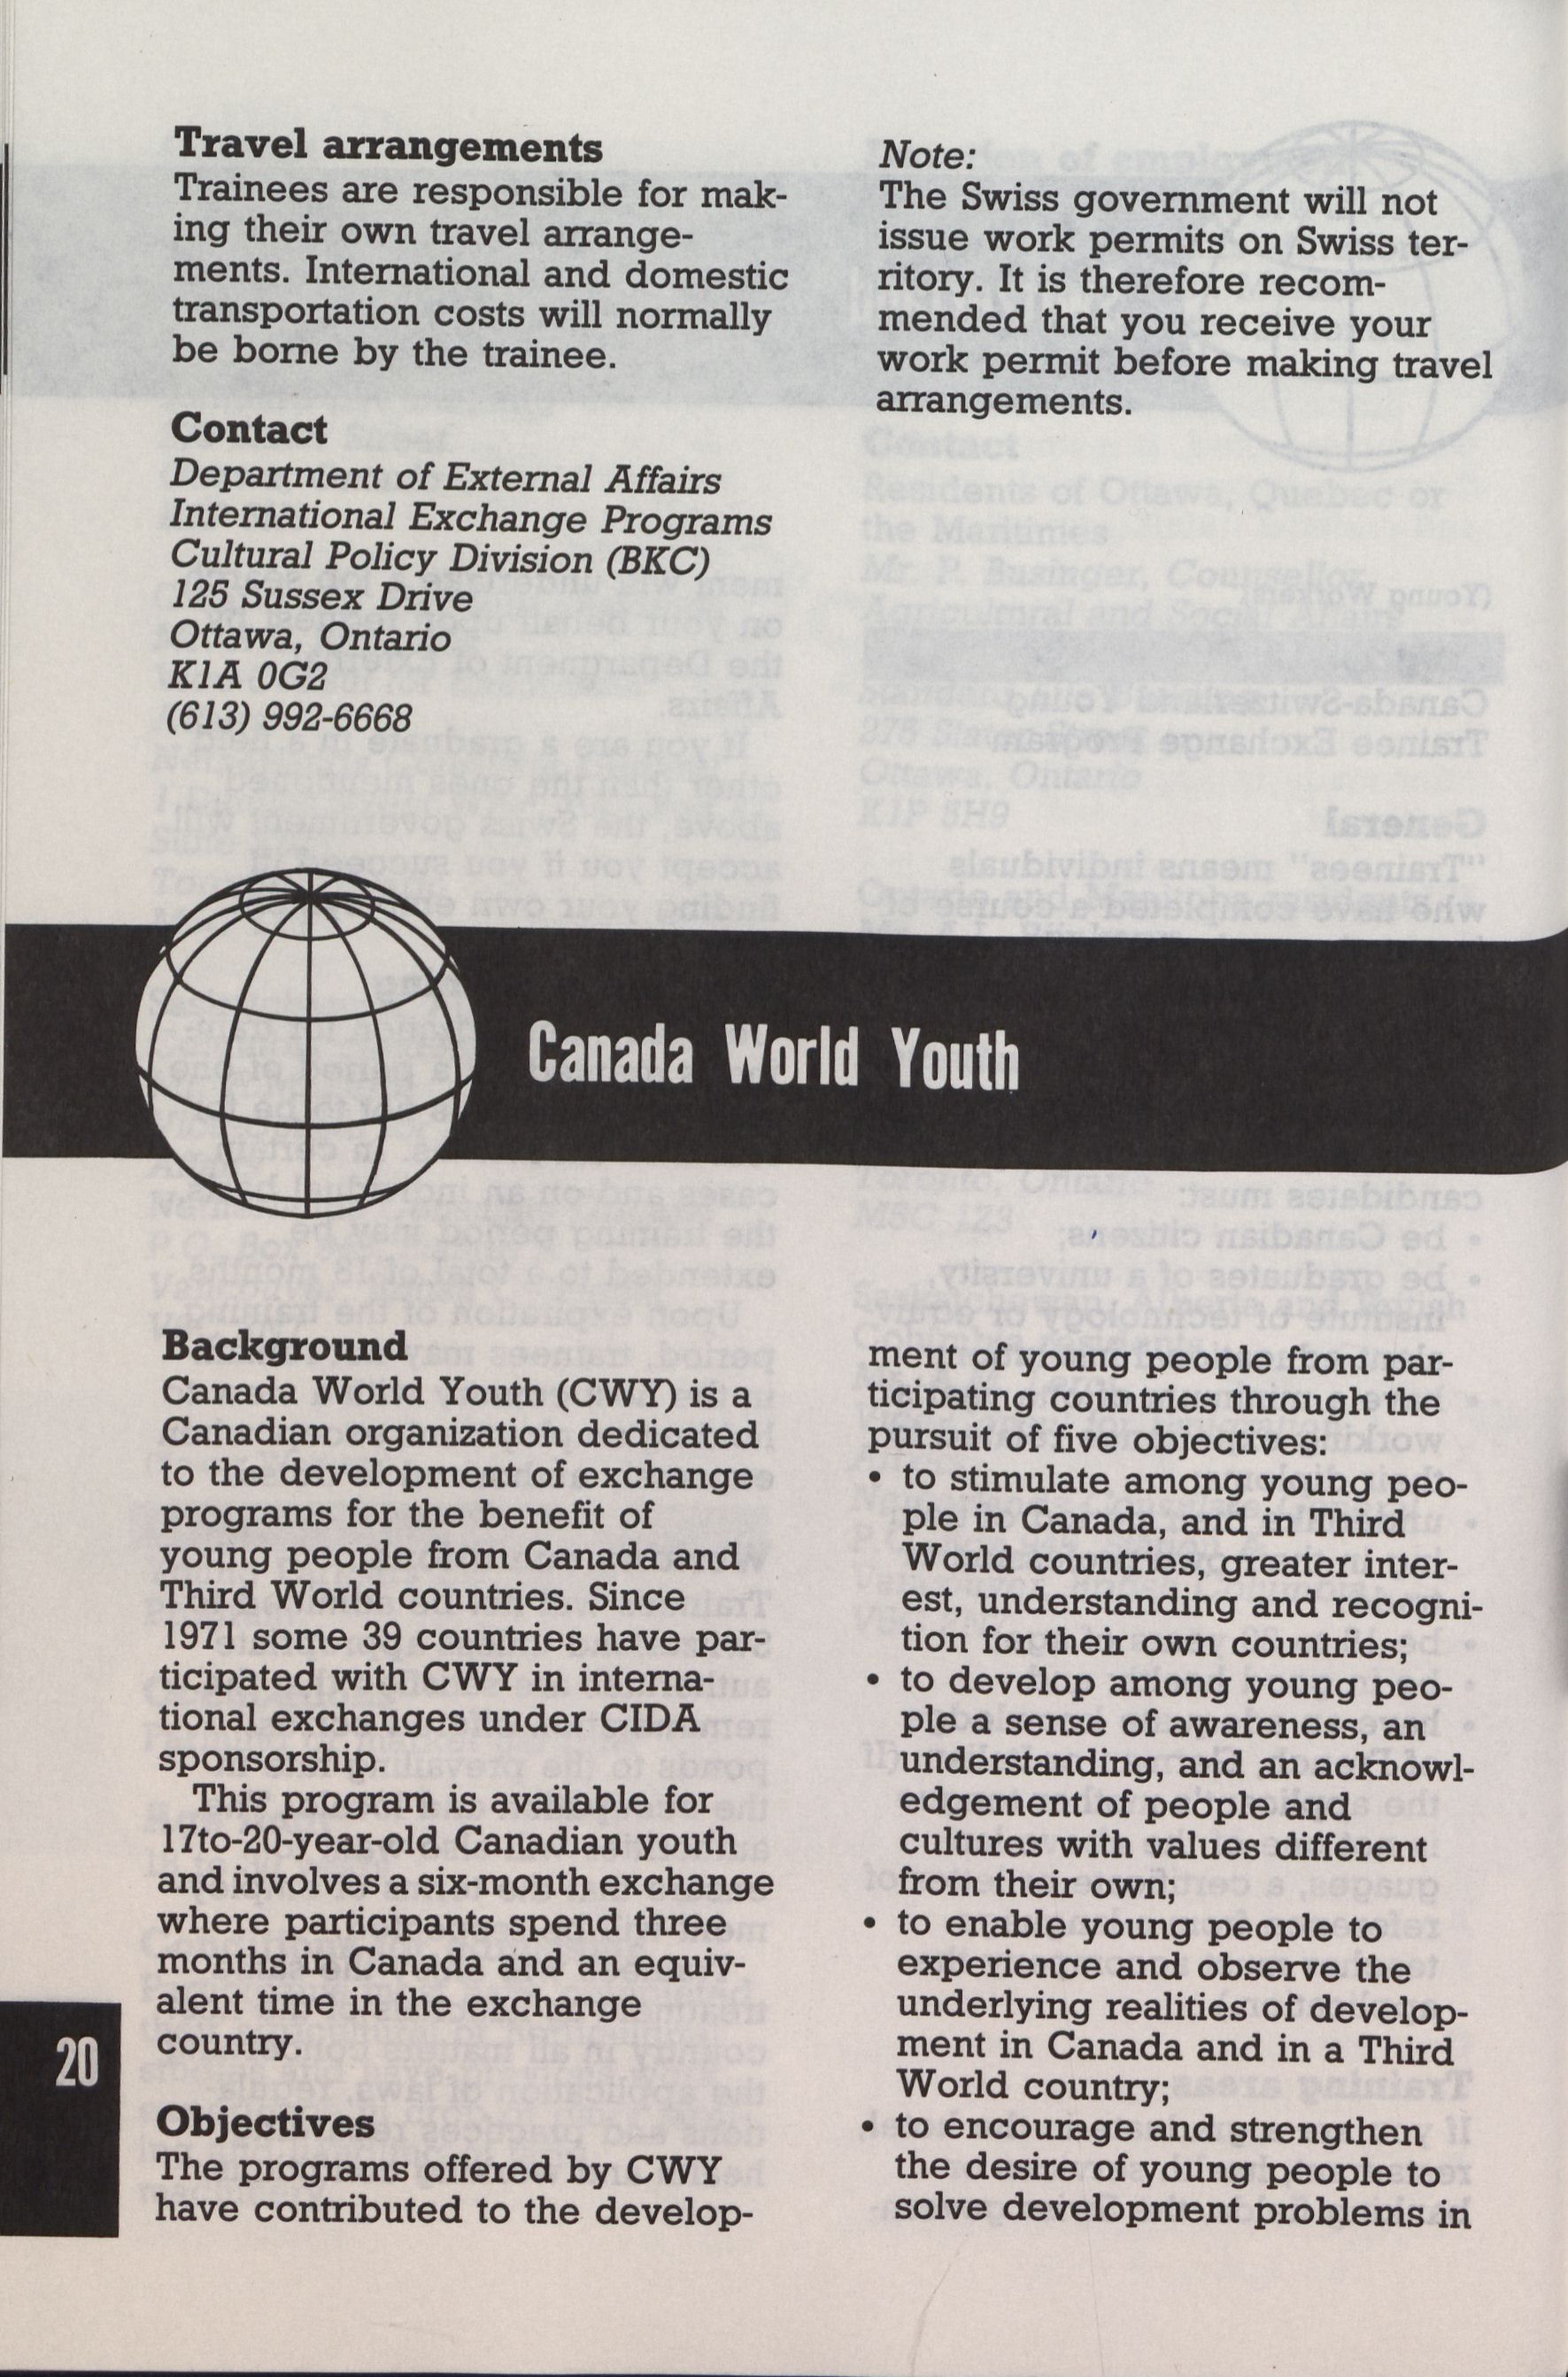 Travel arrangements
Trainees are responsible for mak-
ing their own travel arrange-
ments. International and domestic
transportation costs will normally
be borne by the trainee.
Contact
Department of External Affairs
International Exchange Programs
Cultural Policy Division (BKC)
125 Sussex Drive
Ottawa, Ontario
K1A 0G2
(613) 992-6668
Note:
The Swiss government will not
issue work permits on Swiss ter-
ritory. It is therefore recom-
mended that you receive your
work permit before making travel
arrangements.
Canada World Youth
Background
Canada World Youth (CWY) is a
Canadian organization dedicated
to the development of exchange
programs for the benefit of
young people from Canada and
Third World countries. Since
1971 some 39 countries have par-
ticipated with CWY in interna-
tional exchanges under CIDA
sponsorship.
This program is available for
17to-20-year-old Canadian youth
and involves a six-month exchange
where participants spend three
months in Canada and an equiv-
alent time in the exchange
country.
Objectives
The programs offered by CWY
have contributed to the develop-
ment of young people from par-
ticipating countries through the
pursuit of five objectives:
• to stimulate among young peo-
ple in Canada, and in Third
World countries, greater inter-
est, understanding and recogni-
tion for their own countries;
• to develop among young peo-
ple a sense of awareness, an
understanding, and an acknowl-
edgement of people and
cultures with values different
from their own;
• to enable young people to
experience and observe the
underlying realities of develop-
ment in Canada and in a Third
World country;
• to encourage and strengthen
the desire of young people to
solve development problems in
20